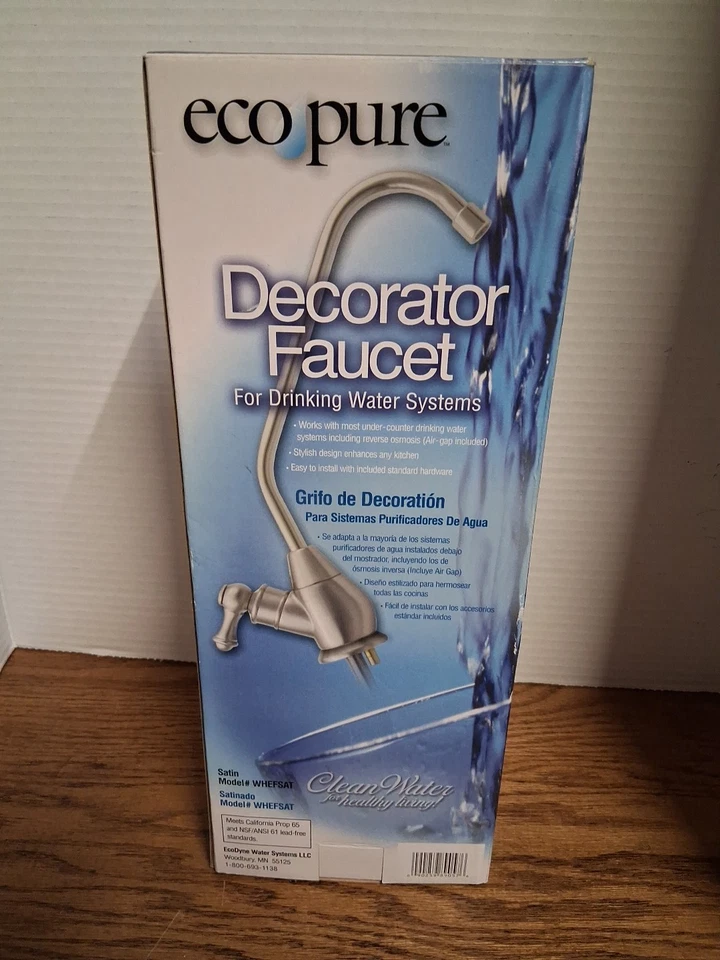 eco pure™
Decorator
Faucet
For Drinking Water Systems
• Works with most under-counter drinking water
systems including reverse osmosis (Air-gap included)
• Stylish design enhances any kitchen
• Easy to install with included standard hardware
Grifo de Decoratión
Para Sistemas Purificadores De Agua
• Se adapta a la mayoría de los sistemas
purificadores de agua instalados debajo
del mostrador, incluyendo los de
ósmosis inversa (Incluye Air Gap)
• Diseño estilizado para hermosear
todas las cocinas
• Fácil de instalar con los accesorios
estándar incluidos
Satin
Model# WHEFSAT
Satinado
Model# WHEFSAT
Clean Water
for healthy living!
Meets California Prop 65
and NSF/ANSI 61 lead-free
standards.
EcoDyne Water Systems LLC
Woodbury, MN 55125
1-800-693-1138